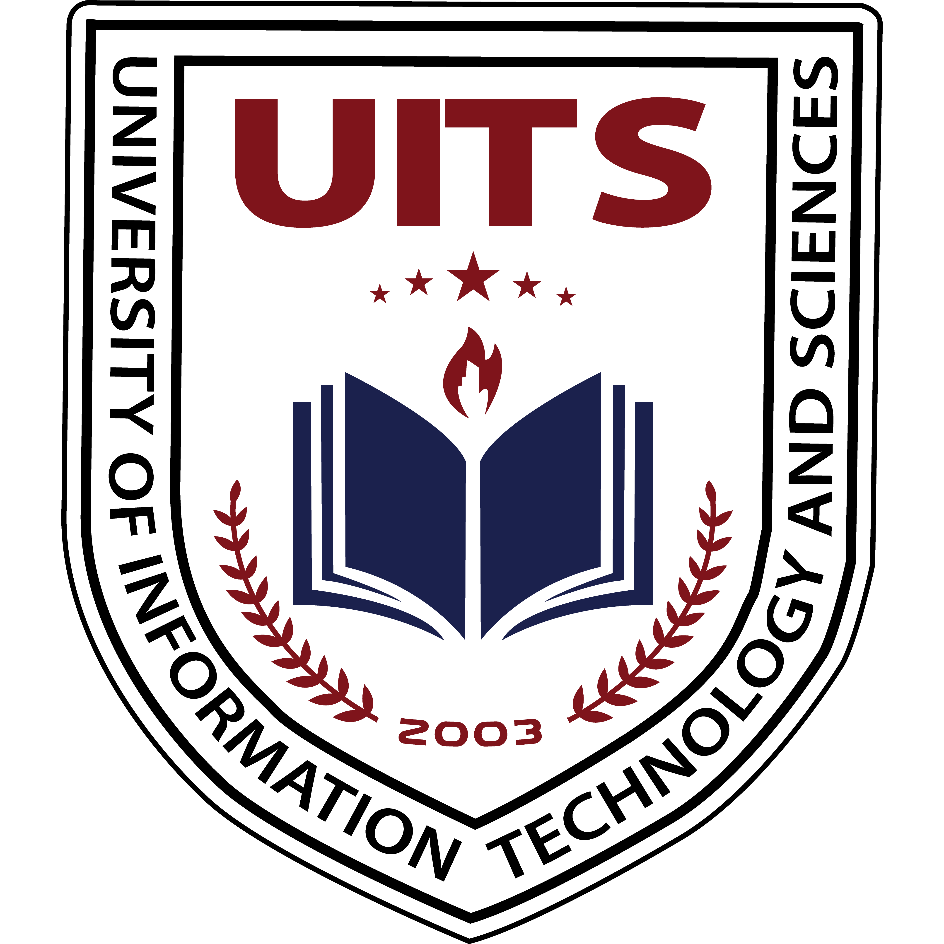 UITS
UNIVERSITY OF INFORMATION TECHNOLOGY AND SCIENCES
2003